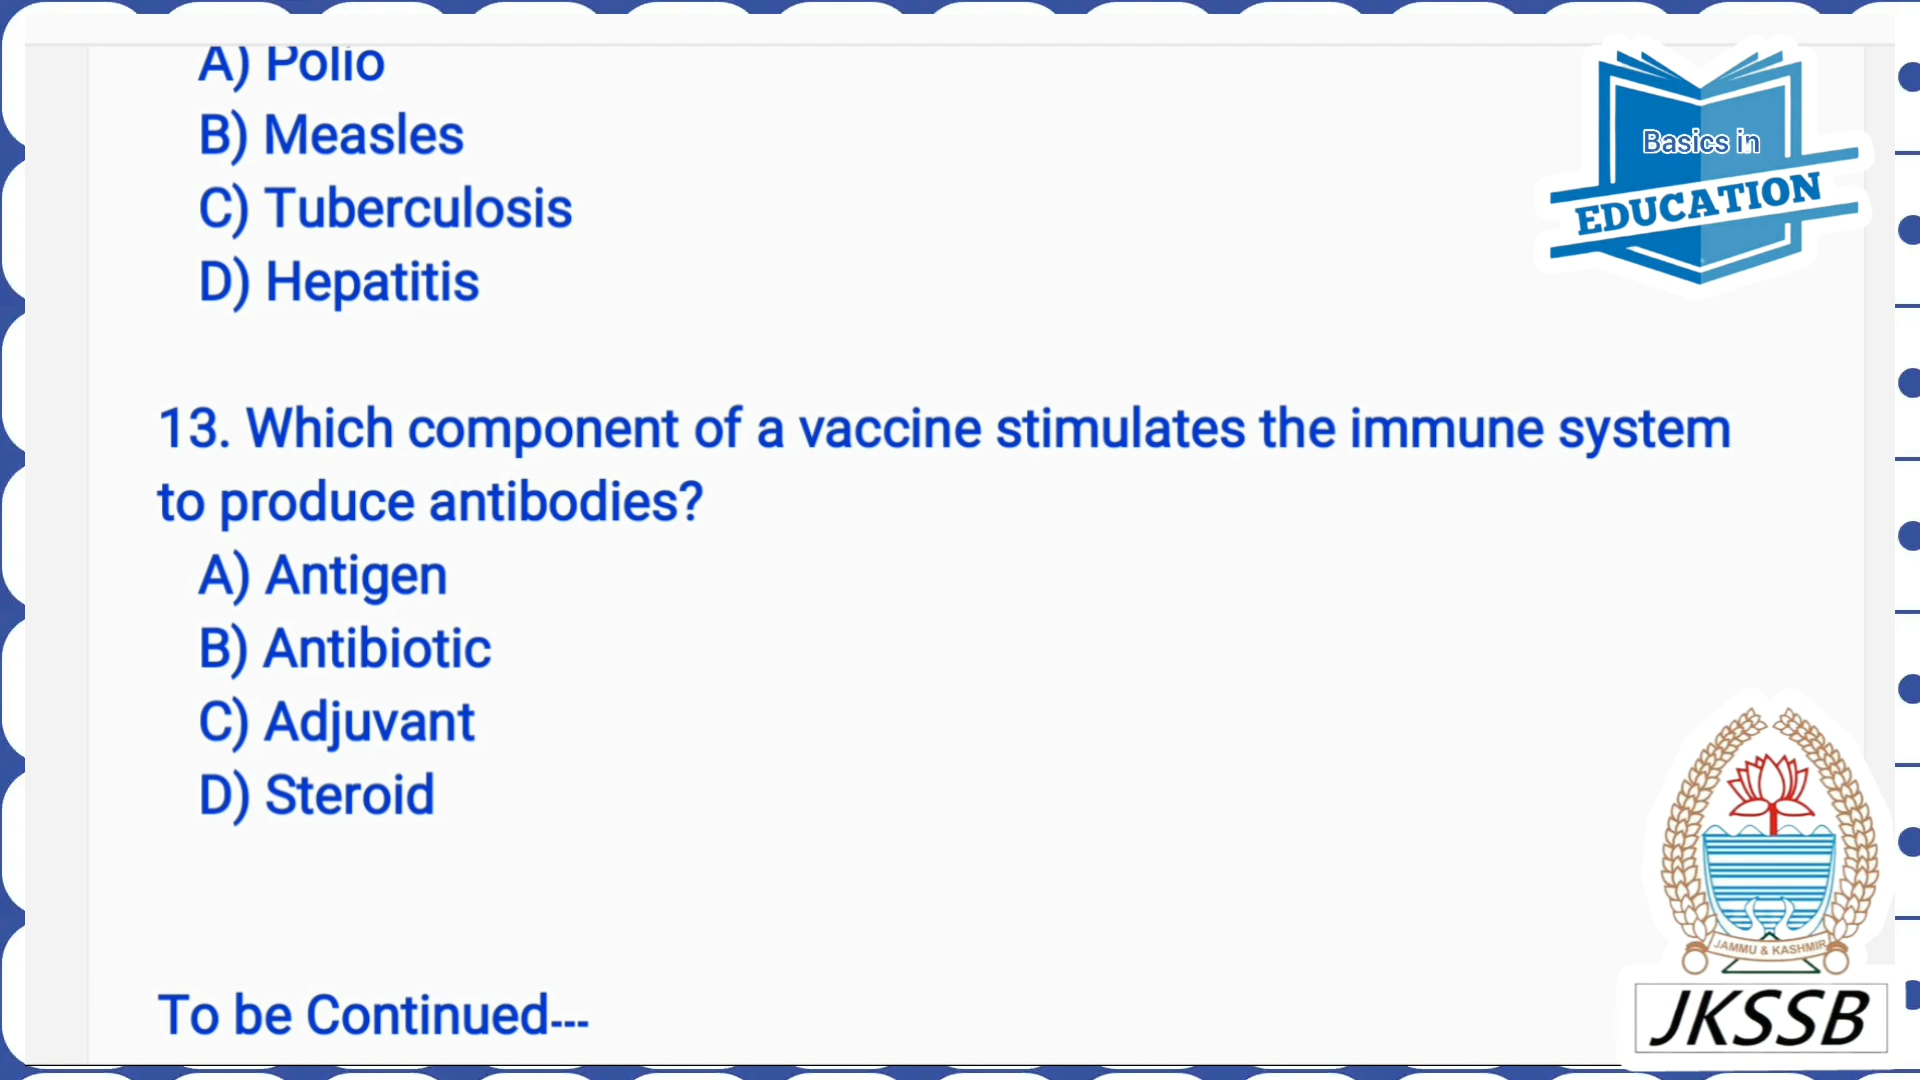 A) Polio
B) Measles
C) Tuberculosis
D) Hepatitis
13. Which component of a vaccine stimulates the immune system
to produce antibodies?
A) Antigen
B) Antibiotic
C) Adjuvant
D) Steroid
To be Continued---
Basics in
EDUCATION
JAMMU & KASHMIR
JKSSB